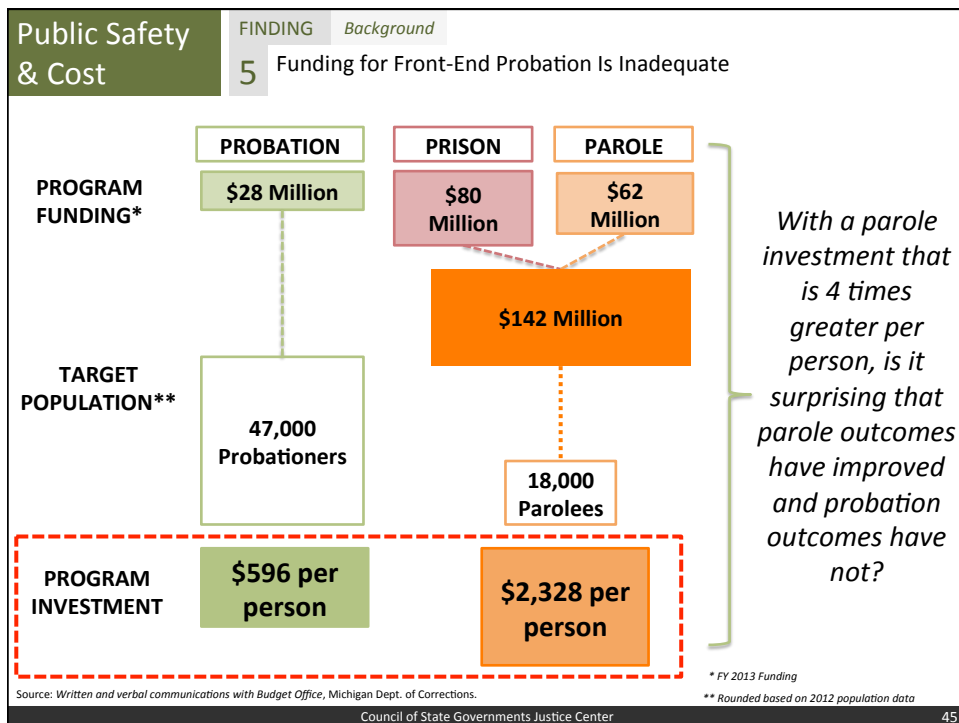 Public Safety
& Cost
FINDING
Background
5
Funding for Front-End Probation Is Inadequate
PROBATION
PRISON
PAROLE
PROGRAM
FUNDING*
$28 Million
$80
Million
$62
Million
$142 Million
TARGET
POPULATION**
47,000
Probationers
18,000
Parolees
PROGRAM
INVESTMENT
$596 per
person
$2,328 per
person
With a parole
investment that
is 4 times
greater per
person, is it
surprising that
parole outcomes
have improved
and probation
outcomes have
not?
* FY 2013 Funding
Source: Written and verbal communications with Budget Office, Michigan Dept. of Corrections.
** Rounded based on 2012 population data
Council of State Governments Justice Center
45